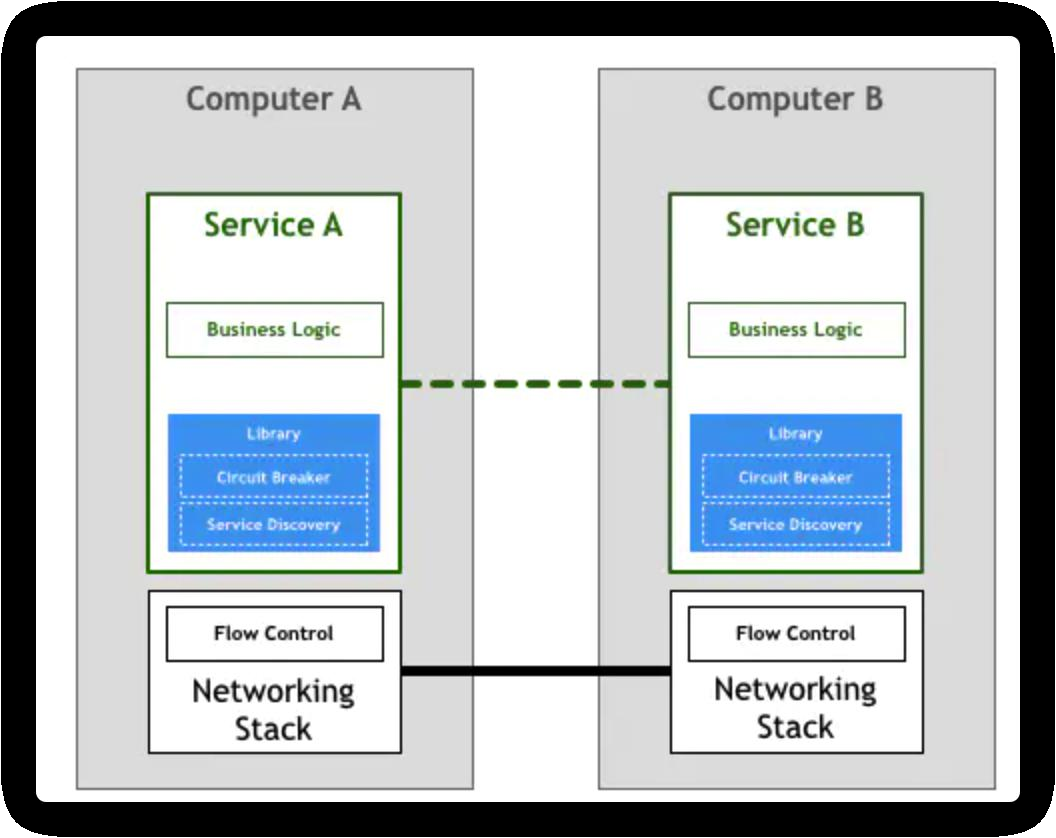 Computer A
Service A
Business Logic
Library
Circuit Breaker
Service Discovery
Flow Control
Networking
Stack
Computer B
Service B
Business Logic
Library
Circuit Breaker
Service Discovery
Flow Control
Networking
Stack